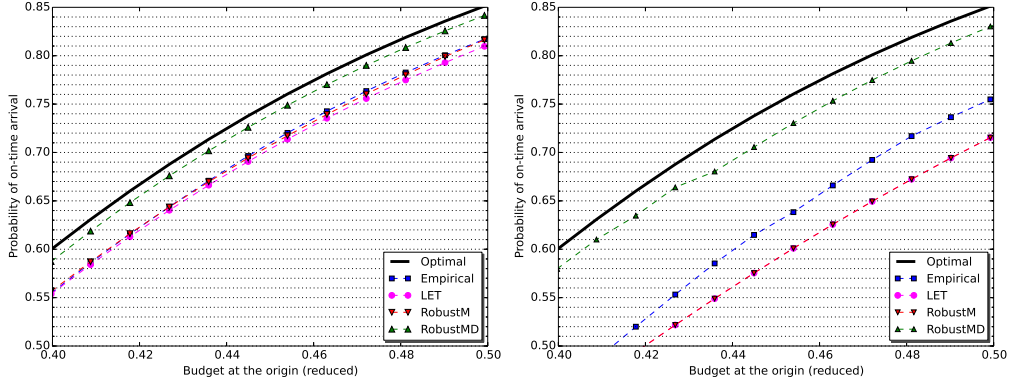 Probability of on-time arrival
0.85
0.80
0.75
0.70
0.65
0.60
0.55
0.50
0.40
0.42
0.44
0.46
0.48
0.50
Budget at the origin (reduced)
Optimal
Empirical
LET
RobustM
RobustMD
Probability of on-time arrival
0.85
0.80
0.75
0.70
0.65
0.60
0.55
0.50
0.40
0.42
0.44
0.46
0.48
0.50
Budget at the origin (reduced)
Optimal
Empirical
LET
RobustM
RobustMD